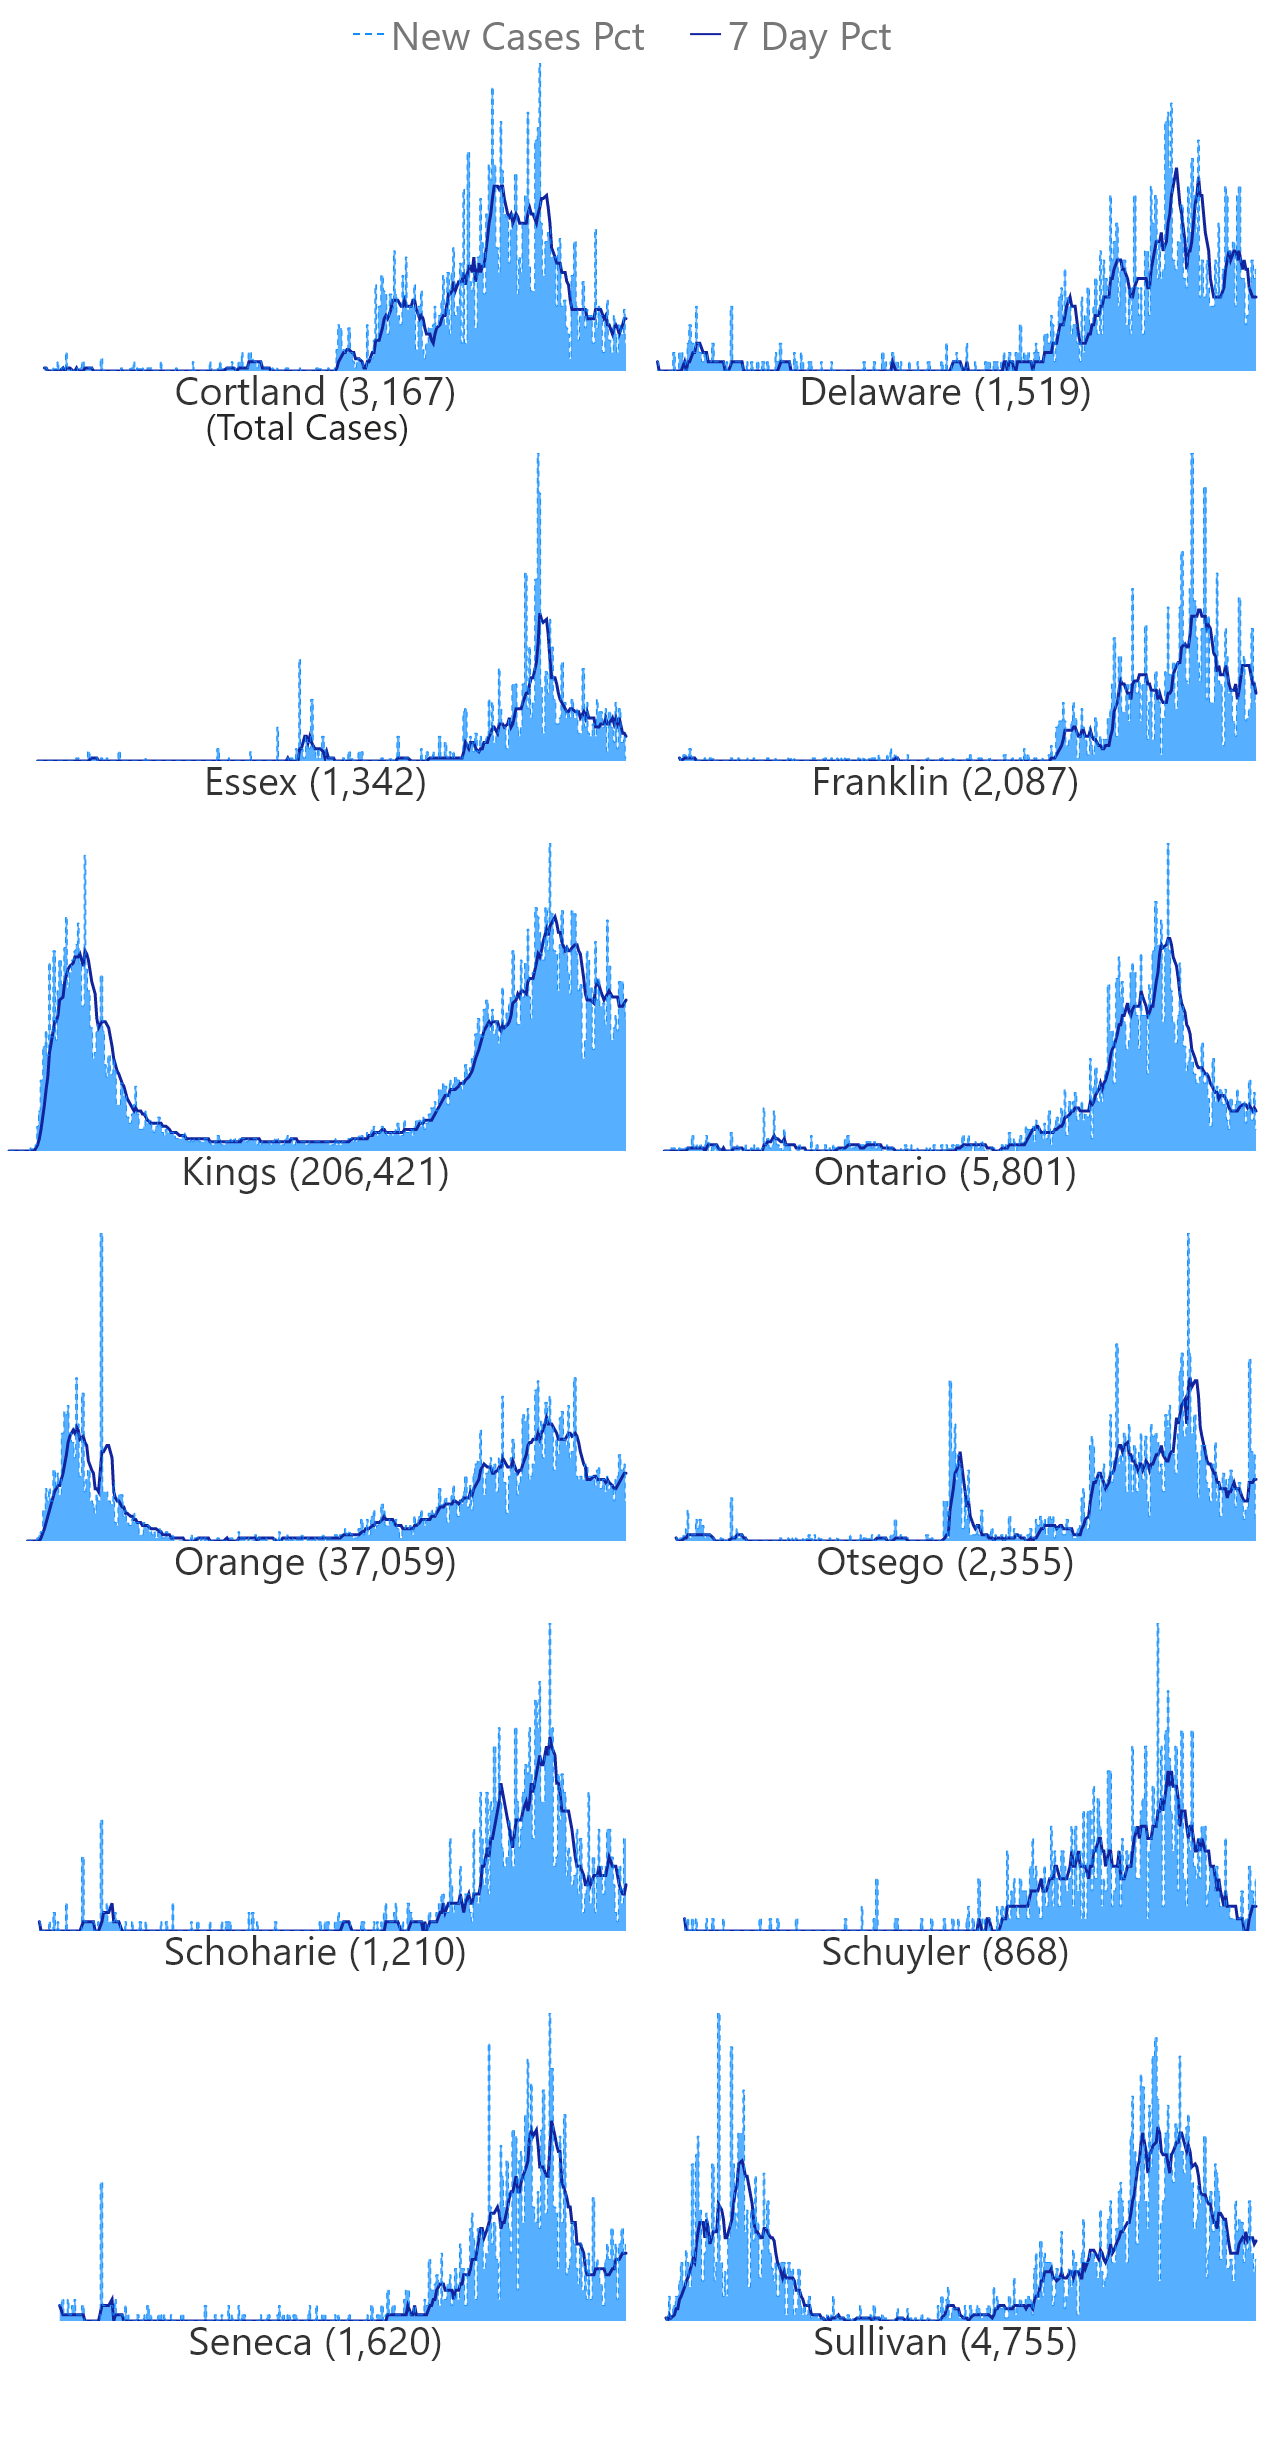 New Cases Pct 7 Day Pct
Cortland (3,167) Delaware (1,519)
(Total Cases)
Essex (1,342) Franklin (2,087)
Kings (206,421) Ontario (5,801)
Orange (37,059) Otsego (2,355)
Schoharie (1,210) Schuyler (868)
Seneca (1,620) Sullivan (4,755)